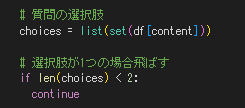 # 質問の選択肢
choices = list(set(df[content]))
# 選択肢が1つの場合飛ばす
if len(choices) < 2:
continue